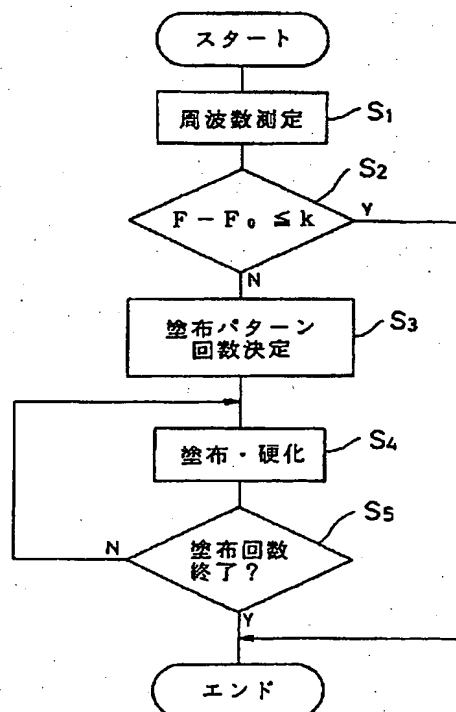 スタート
周波数測定
S1
S2
F－F₀ ≦ k
Y
N
塗布パターン
回数決定
S3
塗布・硬化
S4
S5
N
塗布回数
終了？
Y
エンド